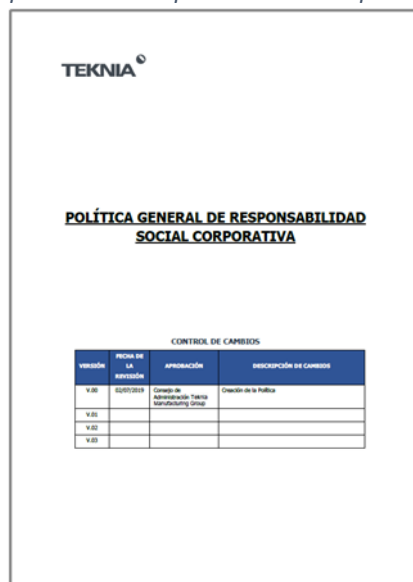 TEKNIA
POLÍTICA GENERAL DE RESPONSABILIDAD
SOCIAL CORPORATIVA
CONTROL DE CAMBIOS
VERSIÓN FECHA DE LA REVISIÓN APROBACIÓN DESCRIPCIÓN DE CAMBIOS
V.00 02/07/2019 Consejo de Administración Teknia Manufacturing Group Creación de la Política
V.01
V.02
V.03